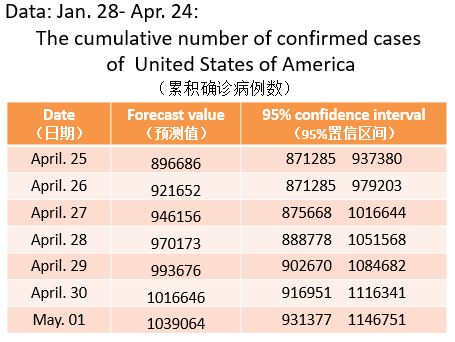 Data: Jan. 28- Apr. 24:
The cumulative number of confirmed cases
of United States of America
（累积确诊病例数）
Date Forecast value 95% confidence interval
（日期） （预测值） （95%置信区间）
April. 25 896686 871285 937380
April. 26 921652 871285 979203
April. 27 946156 875668 1016644
April. 28 970173 888778 1051568
April. 29 993676 902670 1084682
April. 30 1016646 916951 1116341
May. 01 1039064 931377 1146751